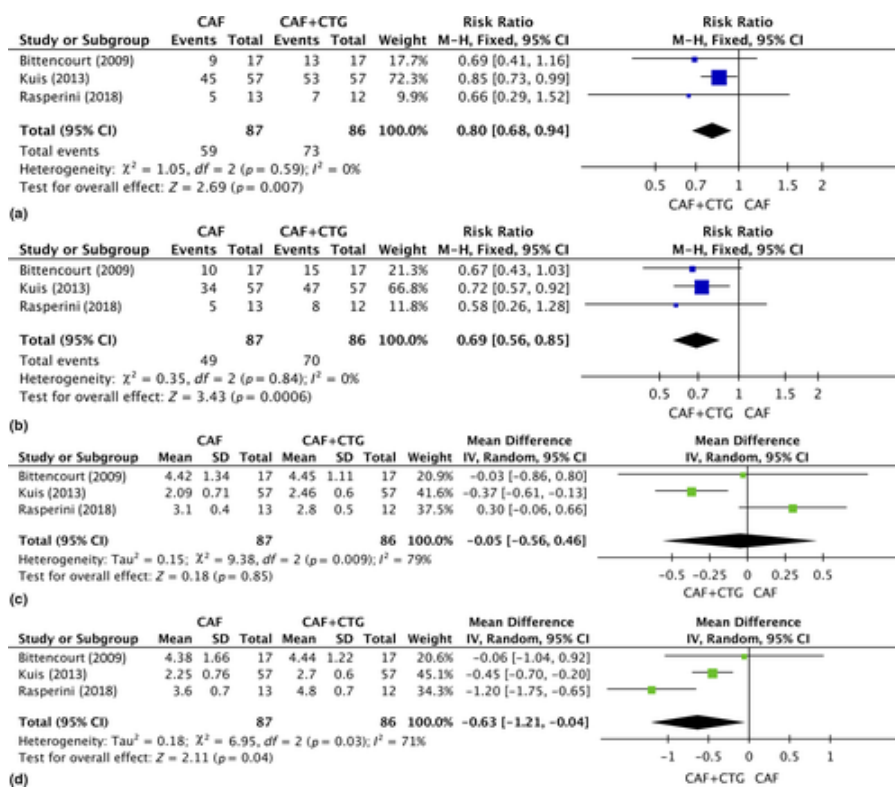 CAF CAF+CTG Risk Ratio Risk Ratio
Study or Subgroup Events Total Events Total Weight M-H, Fixed, 95% CI M-H, Fixed, 95% CI
Bittencourt (2009) 9 17 13 17 17.7% 0.69 [0.41, 1.16]
Kuis (2013) 45 57 53 57 72.3% 0.85 [0.73, 0.99]
Rasperini (2018) 5 13 7 12 9.9% 0.66 [0.29, 1.52]
Total (95% CI) 87 86 100.0% 0.80 [0.68, 0.94]
Total events 59 73
Heterogeneity: χ² = 1.05, df = 2 (p = 0.59); I² = 0%
Test for overall effect: Z = 2.69 (p = 0.007)
0.5 0.7 1 1.5 2
CAF+CTG CAF
(a)
CAF CAF+CTG Risk Ratio Risk Ratio
Study or Subgroup Events Total Events Total Weight M-H, Fixed, 95% CI M-H, Fixed, 95% CI
Bittencourt (2009) 10 17 15 17 21.3% 0.67 [0.43, 1.03]
Kuis (2013) 34 57 47 57 66.8% 0.72 [0.57, 0.92]
Rasperini (2018) 5 13 8 12 11.8% 0.58 [0.26, 1.28]
Total (95% CI) 87 86 100.0% 0.69 [0.56, 0.85]
Total events 49 70
Heterogeneity: χ² = 0.35, df = 2 (p = 0.84); I² = 0%
Test for overall effect: Z = 3.43 (p = 0.0006)
0.5 0.7 1 1.5 2
CAF+CTG CAF
(b)
CAF CAF+CTG Mean Difference Mean Difference
Study or Subgroup Mean SD Total Mean SD Total Weight IV, Random, 95% CI IV, Random, 95% CI
Bittencourt (2009) 4.42 1.34 17 4.45 1.11 17 20.9% −0.03 [−0.86, 0.80]
Kuis (2013) 2.09 0.71 57 2.46 0.6 57 41.6% −0.37 [−0.61, −0.13]
Rasperini (2018) 3.1 0.4 13 2.8 0.5 12 37.5% 0.30 [−0.06, 0.66]
Total (95% CI) 87 86 100.0% −0.05 [−0.56, 0.46]
Heterogeneity: Tau² = 0.15; χ² = 9.38, df = 2 (p = 0.009); I² = 79%
Test for overall effect: Z = 0.18 (p = 0.85)
−0.5 −0.25 0 0.25 0.5
CAF+CTG CAF
(c)
CAF CAF+CTG Mean Difference Mean Difference
Study or Subgroup Mean SD Total Mean SD Total Weight IV, Random, 95% CI IV, Random, 95% CI
Bittencourt (2009) 4.38 1.66 17 4.44 1.22 17 20.6% −0.06 [−1.04, 0.92]
Kuis (2013) 2.25 0.76 57 2.7 0.6 57 45.1% −0.45 [−0.70, −0.20]
Rasperini (2018) 3.6 0.7 13 4.8 0.7 12 34.3% −1.20 [−1.75, −0.65]
Total (95% CI) 87 86 100.0% −0.63 [−1.21, −0.04]
Heterogeneity: Tau² = 0.18; χ² = 6.95, df = 2 (p = 0.03); I² = 71%
Test for overall effect: Z = 2.11 (p = 0.04)
−1 −0.5 0 0.5 1
CAF+CTG CAF
(d)